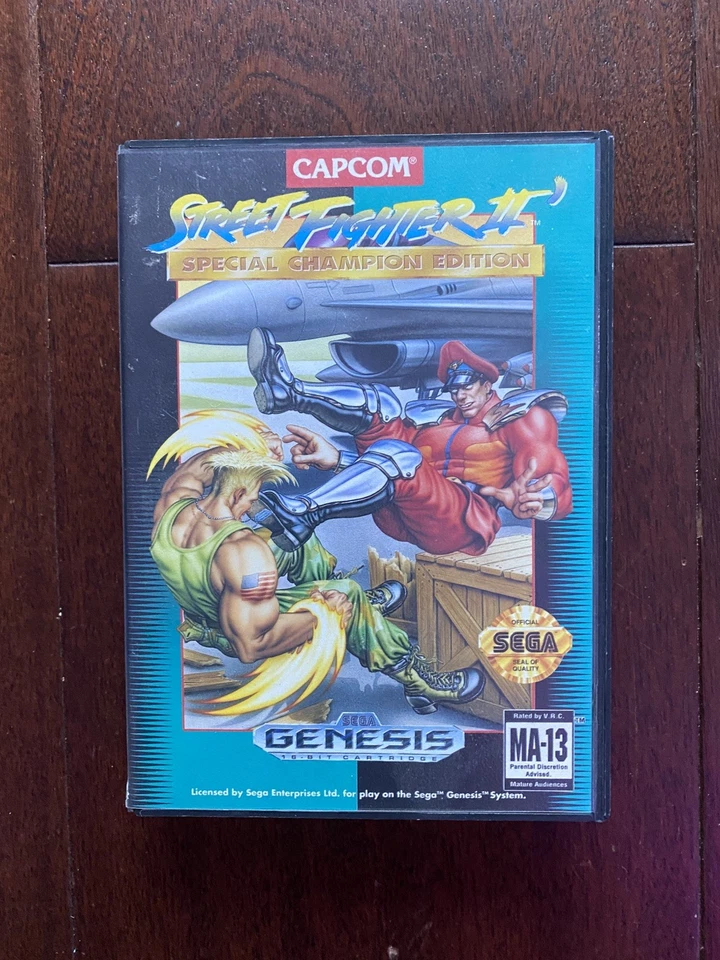 CAPCOM®
STREET FIGHTER II'™
SPECIAL CHAMPION EDITION
OFFICIAL
SEGA
SEAL OF
QUALITY
SEGA
GENESIS
16-BIT CARTRIDGE
Rated by V.R.C.
MA-13
Parental Discretion
Advised.
Mature Audiences
Licensed by Sega Enterprises Ltd. for play on the Sega™ Genesis™ System.